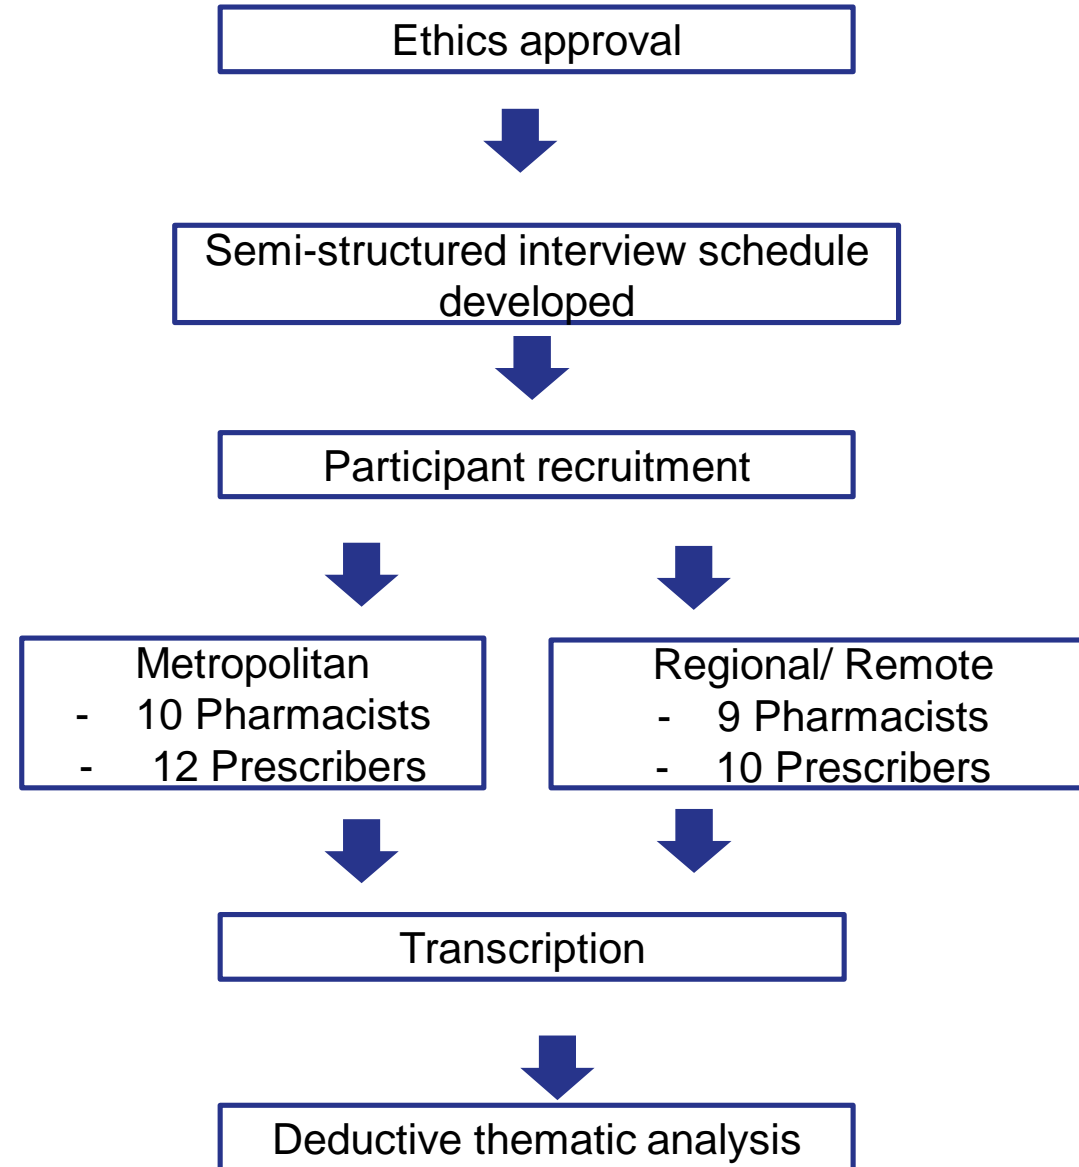 Ethics approval
Semi-structured interview schedule
developed
Participant recruitment
Metropolitan
- 10 Pharmacists
- 12 Prescribers
Regional/ Remote
- 9 Pharmacists
- 10 Prescribers
Transcription
Deductive thematic analysis